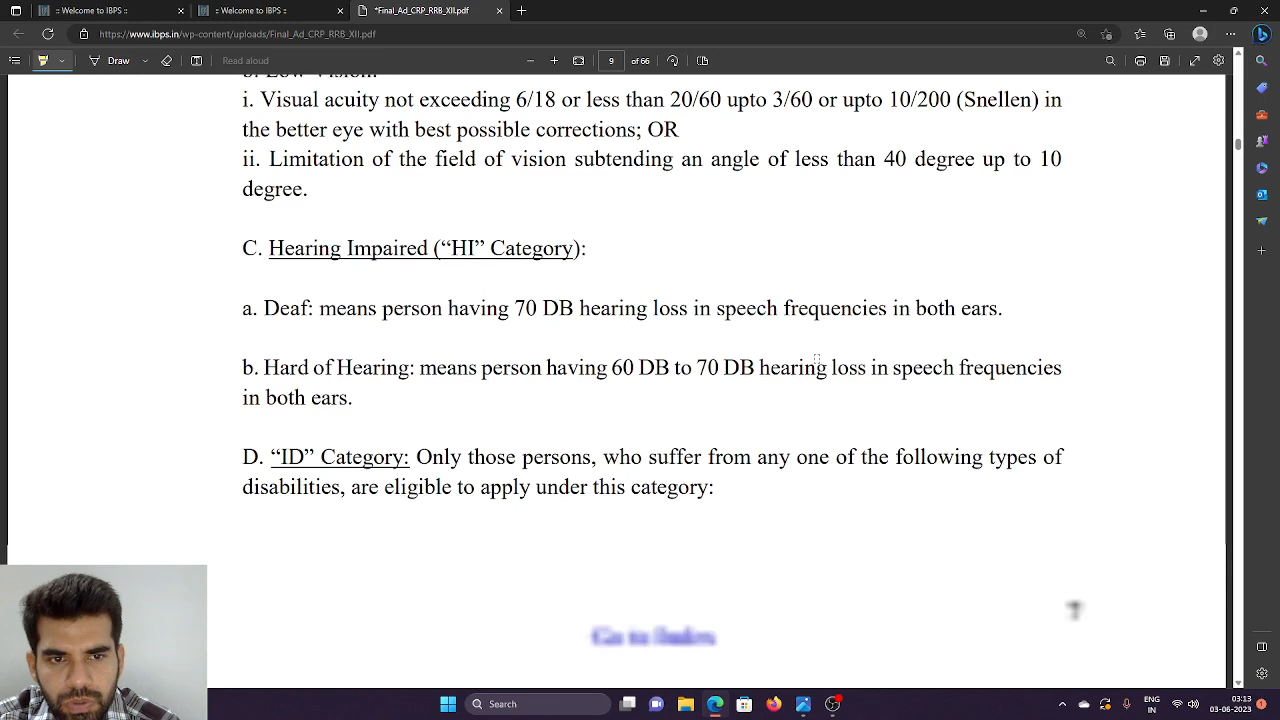 :: Welcome to IBPS ::
:: Welcome to IBPS ::
*Final_Ad_CRP_RRB_XII.pdf
https://www.ibps.in/wp-content/uploads/Final_Ad_CRP_RRB_XII.pdf
Draw
Read aloud
9 of 66
i. Visual acuity not exceeding 6/18 or less than 20/60 upto 3/60 or upto 10/200 (Snellen) in
the better eye with best possible corrections; OR
ii. Limitation of the field of vision subtending an angle of less than 40 degree up to 10
degree.
C. Hearing Impaired (“HI” Category):
a. Deaf: means person having 70 DB hearing loss in speech frequencies in both ears.
b. Hard of Hearing: means person having 60 DB to 70 DB hearing loss in speech frequencies
in both ears.
D. “ID” Category: Only those persons, who suffer from any one of the following types of
disabilities, are eligible to apply under this category:
7
Go to Index
Search
ENG
IN
03:13
03-06-2023